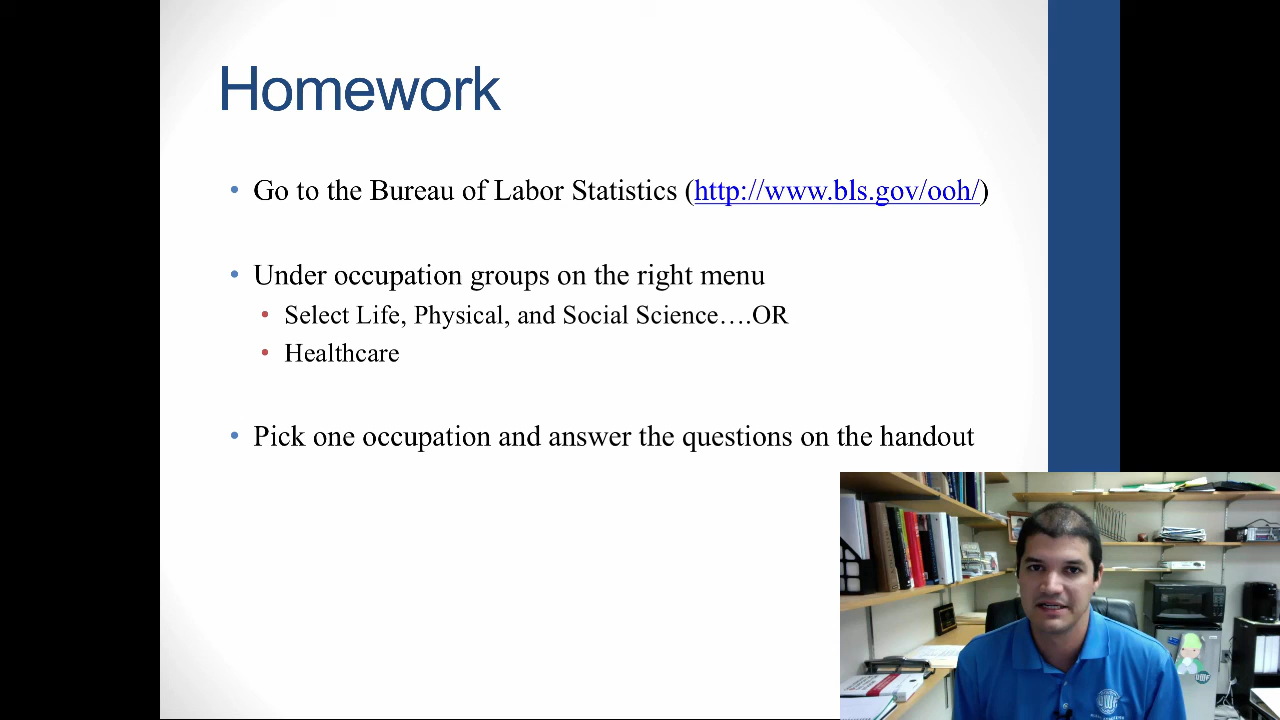 Homework
• Go to the Bureau of Labor Statistics (http://www.bls.gov/ooh/)
• Under occupation groups on the right menu
• Select Life, Physical, and Social Science….OR
• Healthcare
• Pick one occupation and answer the questions on the handout
UWF